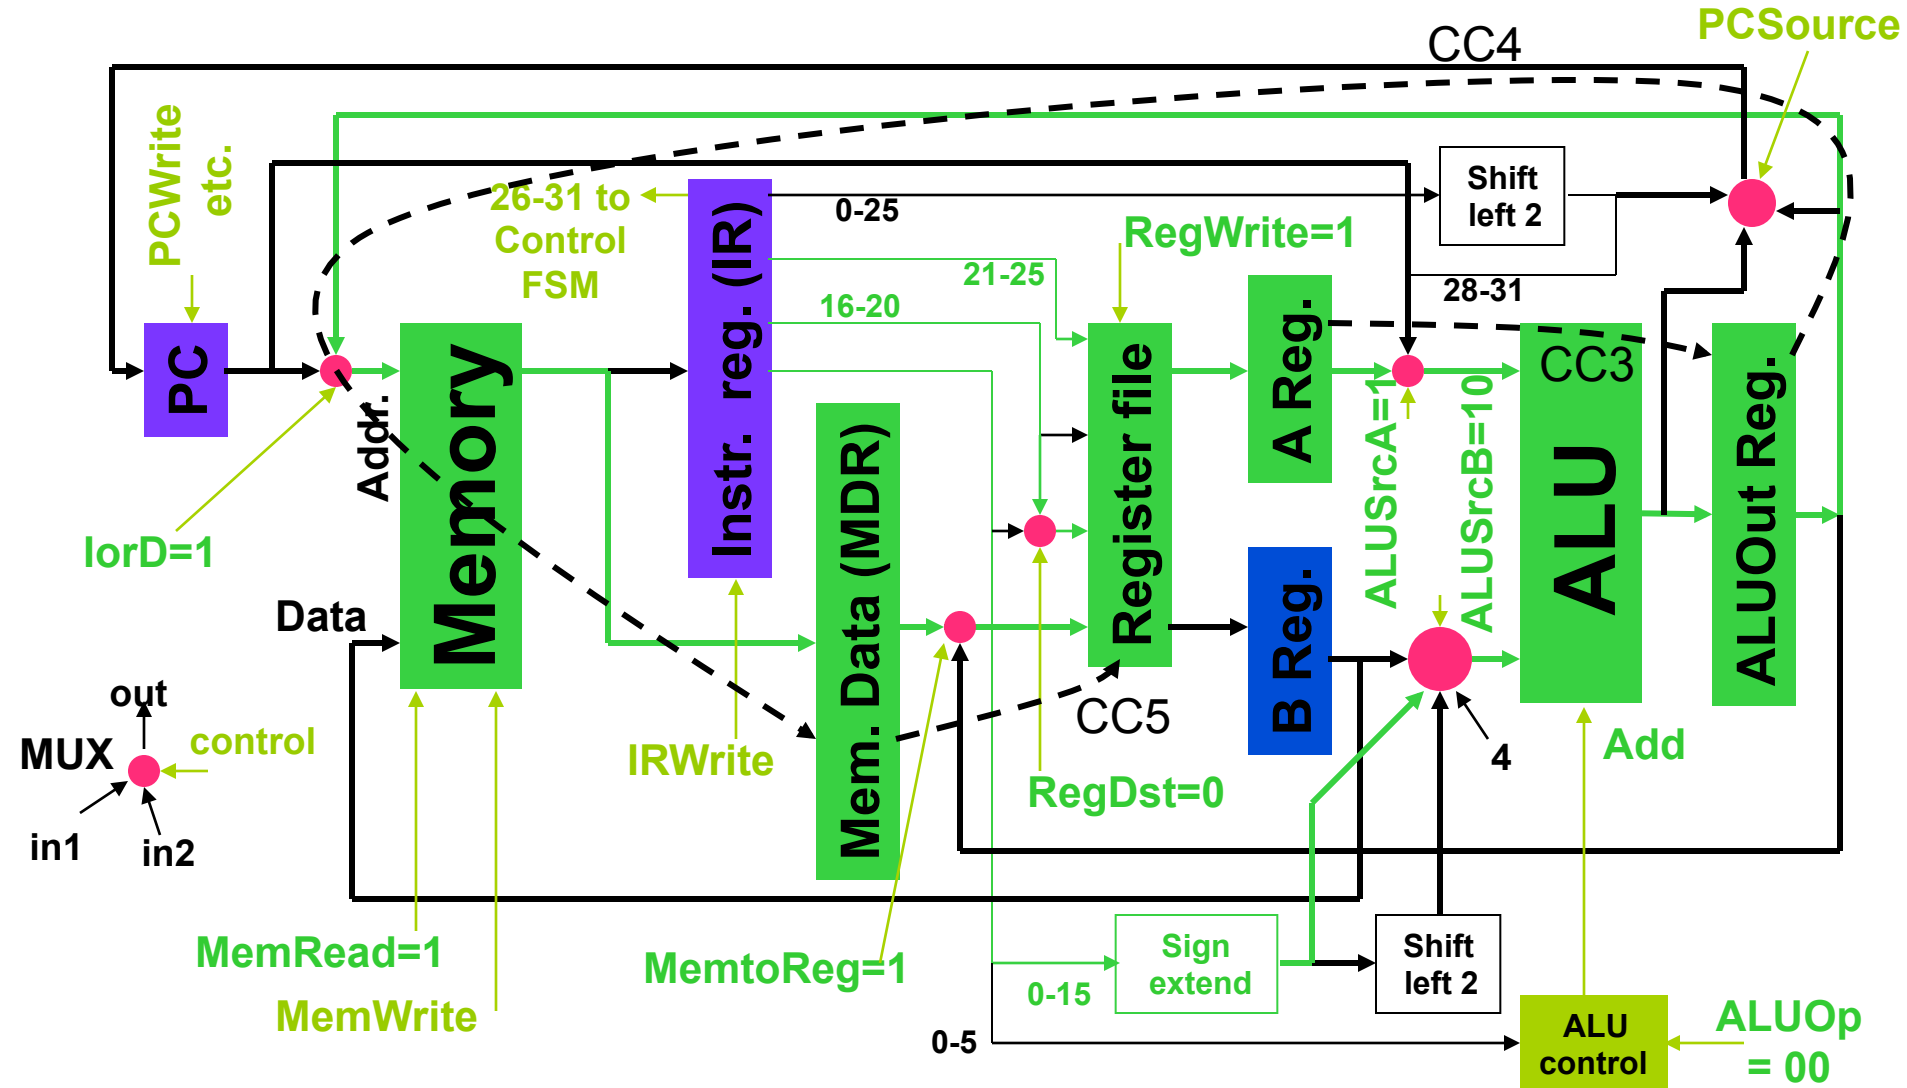 CC4
PCSource
PCWrite
etc.
26-31 to
Control
FSM
0-25
Shift
left 2
RegWrite=1
21-25
16-20
28-31
PC
Addr.
Memory
Instr. reg. (IR)
Mem. Data (MDR)
Register file
A Reg.
B Reg.
ALUSrcA=1
ALUSrcB=10
CC3
ALU
ALUOut Reg.
IorD=1
Data
out
MUX
control
in1
in2
IRWrite
CC5
RegDst=0
4
Add
MemRead=1
MemWrite
MemtoReg=1
Sign
extend
0-15
Shift
left 2
0-5
ALU
control
ALUOp
= 00